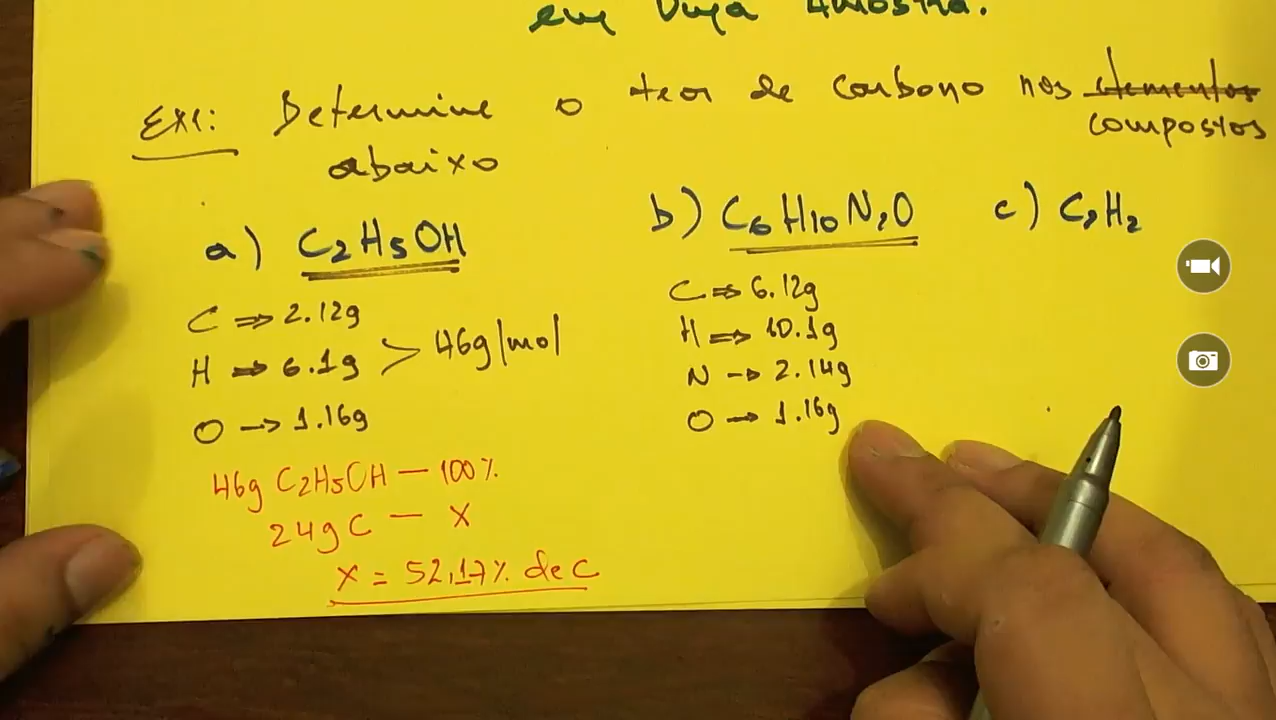 em uma amostra.
Ex1: Determine o teor de carbono nos elementos
compostos
abaixo
a) C2H5OH
b) C6H10N2O
c) C2H2
C ⇒ 2.12g
H ⇒ 6.1g > 46g/mol
O → 1.16g
46g C2H5OH — 100%
24g C — X
X = 52,17% de C
C ⇒ 6.12g
H ⇒ 10.1g
N → 2.14g
O → 1.16g